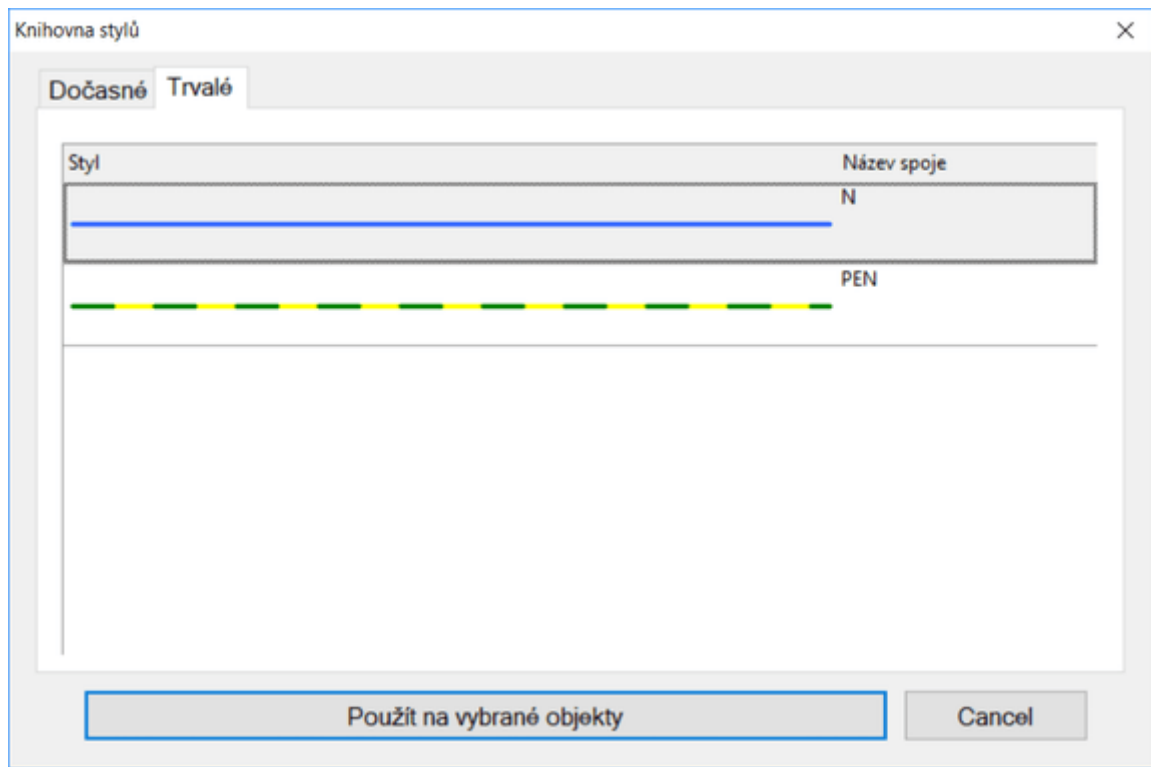 Knihovna stylů
Dočasné Trvalé
Styl Název spoje
N
PEN
Použít na vybrané objekty Cancel